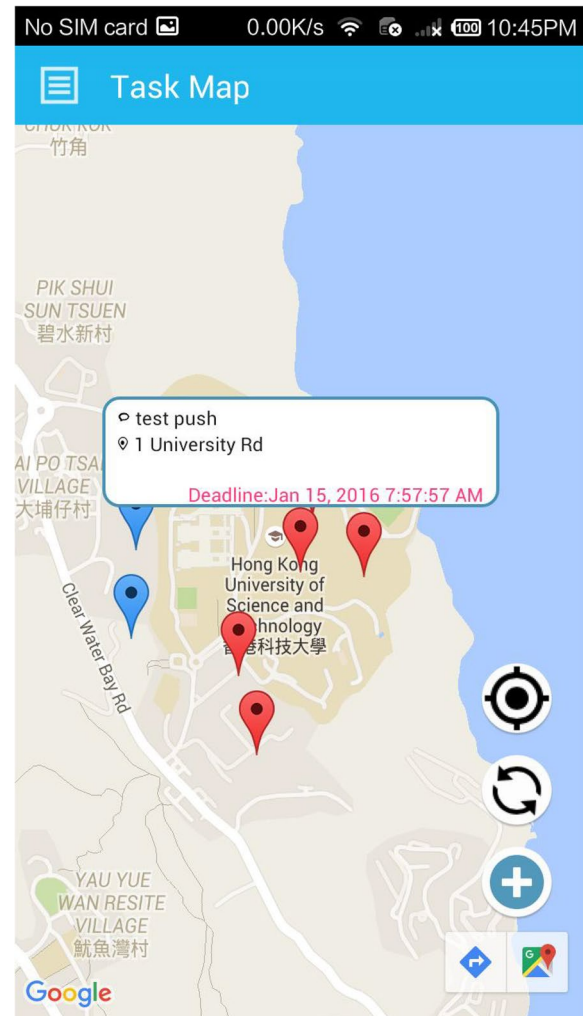 No SIM card 0.00K/s 100 10:45PM
Task Map
CHUK KOK
竹角
PIK SHUI
SUN TSUEN
碧水新村
test push
1 University Rd
Deadline:Jan 15, 2016 7:57:57 AM
AI PO TSA
VILLAGE
大埔仔村
Hong Kong
University of
Science and
chnology
港科技大學
Clear Water Bay Rd
YAU YUE
WAN RESITE
VILLAGE
魷魚灣村
Google